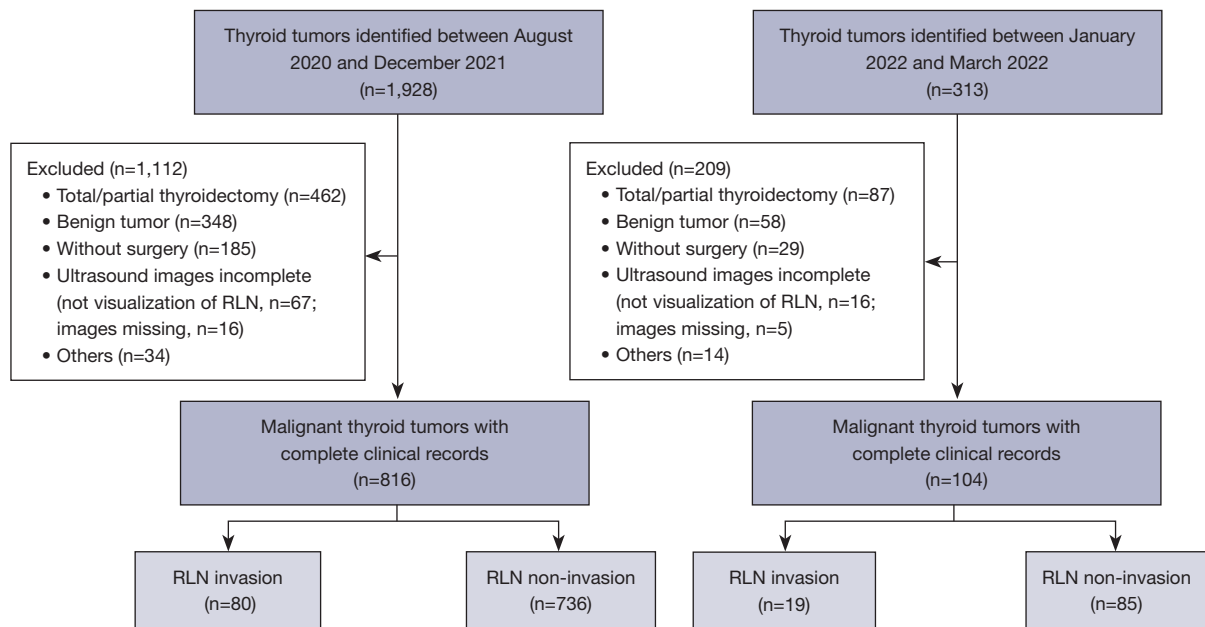 Thyroid tumors identified between August
2020 and December 2021
(n=1,928)
Thyroid tumors identified between January
2022 and March 2022
(n=313)
Excluded (n=1,112)
• Total/partial thyroidectomy (n=462)
• Benign tumor (n=348)
• Without surgery (n=185)
• Ultrasound images incomplete
(not visualization of RLN, n=67;
images missing, n=16)
• Others (n=34)
Excluded (n=209)
• Total/partial thyroidectomy (n=87)
• Benign tumor (n=58)
• Without surgery (n=29)
• Ultrasound images incomplete
(not visualization of RLN, n=16;
images missing, n=5)
• Others (n=14)
Malignant thyroid tumors with
complete clinical records
(n=816)
Malignant thyroid tumors with
complete clinical records
(n=104)
RLN invasion
(n=80)
RLN non-invasion
(n=736)
RLN invasion
(n=19)
RLN non-invasion
(n=85)